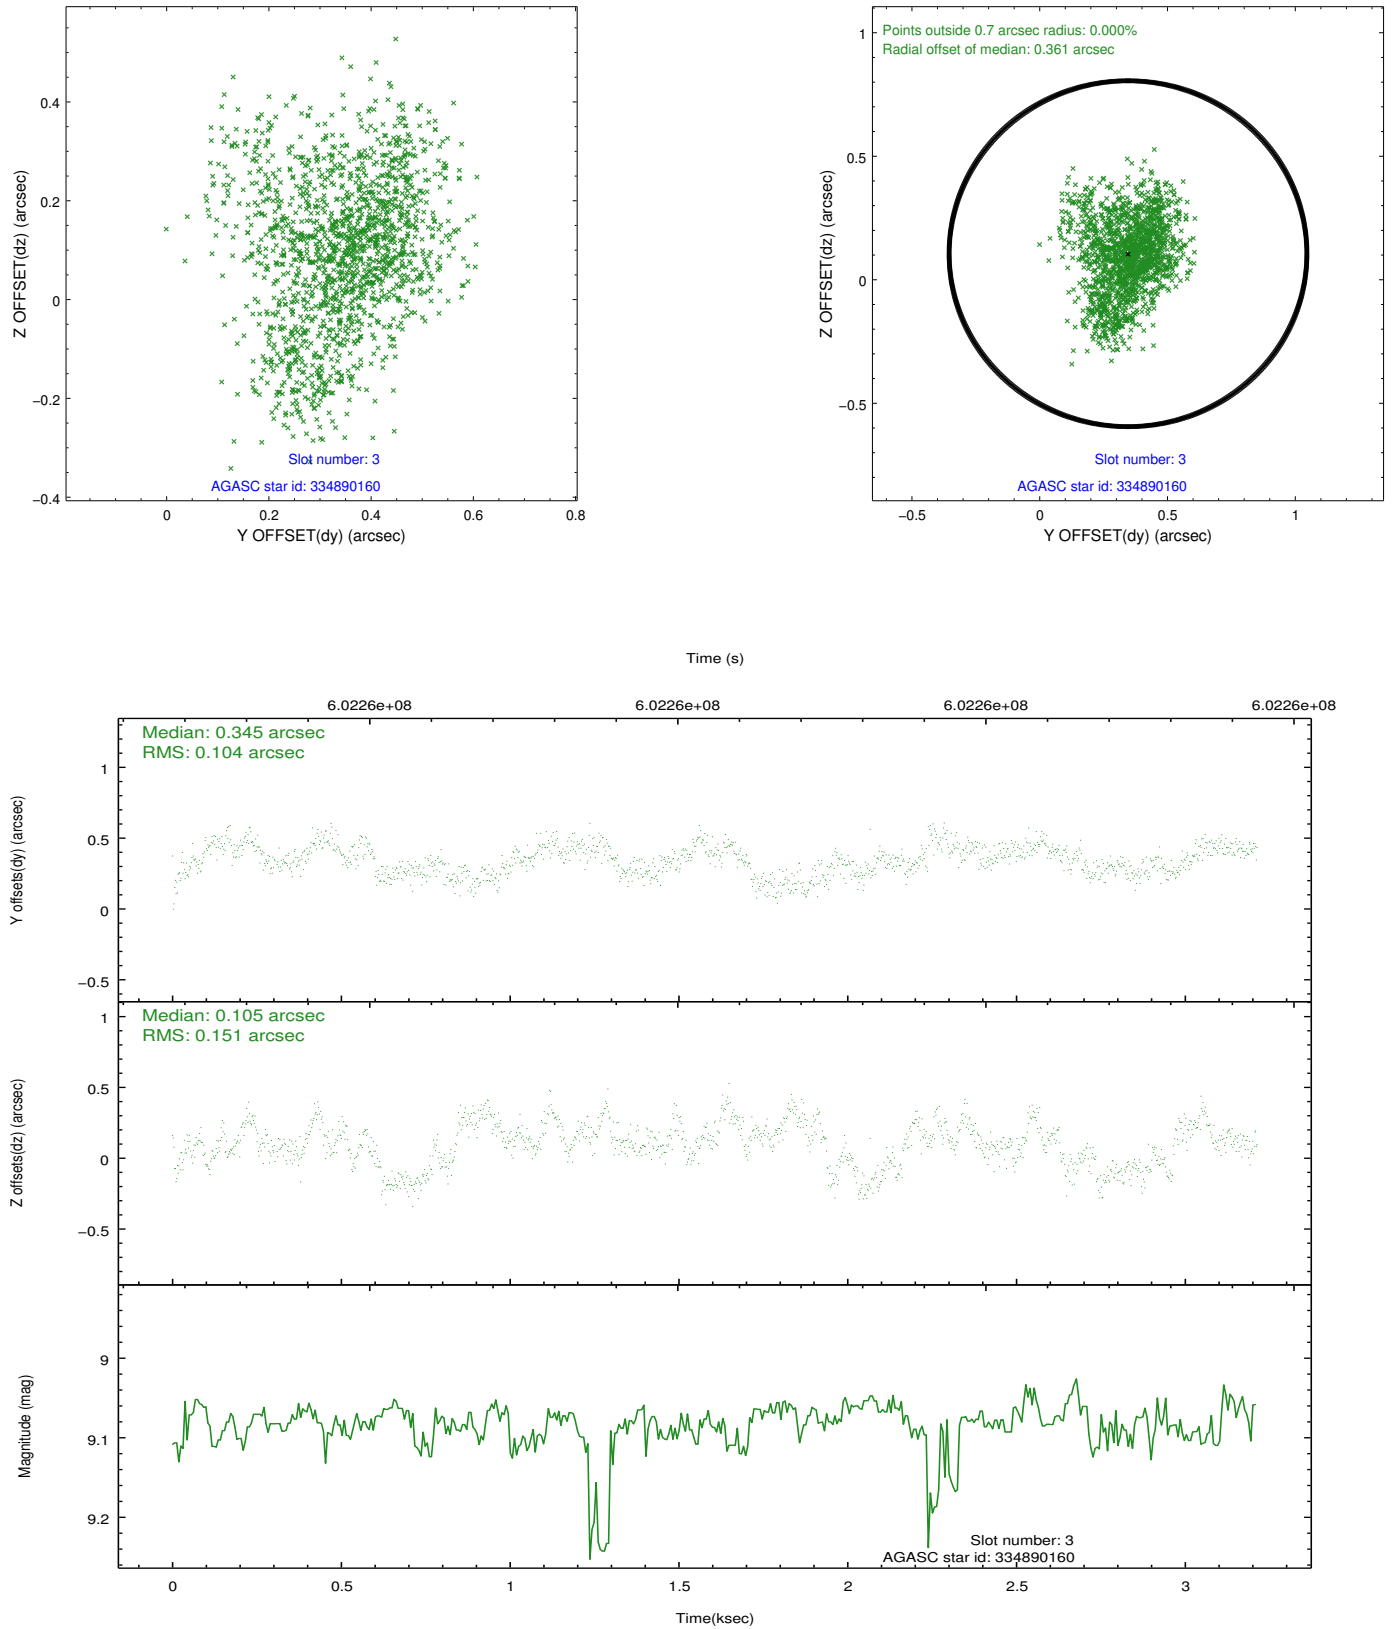 Z OFFSET(dz) (arcsec)
0.4
0.2
0
−0.2
−0.4
0
0.2
0.4
0.6
0.8
Y OFFSET(dy) (arcsec)
Slot number: 3
AGASC star id: 334890160
Points outside 0.7 arcsec radius: 0.000%
Radial offset of median: 0.361 arcsec
Z OFFSET(dz) (arcsec)
1
0.5
0
−0.5
−0.5
0
0.5
1
Y OFFSET(dy) (arcsec)
Slot number: 3
AGASC star id: 334890160
Time (s)
6.0226e+08
6.0226e+08
6.0226e+08
6.0226e+08
Median: 0.345 arcsec
RMS: 0.104 arcsec
Y offsets(dy) (arcsec)
1
0.5
0
−0.5
Median: 0.105 arcsec
RMS: 0.151 arcsec
Z offsets(dz) (arcsec)
1
0.5
0
−0.5
Magnitude (mag)
9
9.1
9.2
Slot number: 3
AGASC star id: 334890160
0
0.5
1
1.5
2
2.5
3
Time(ksec)